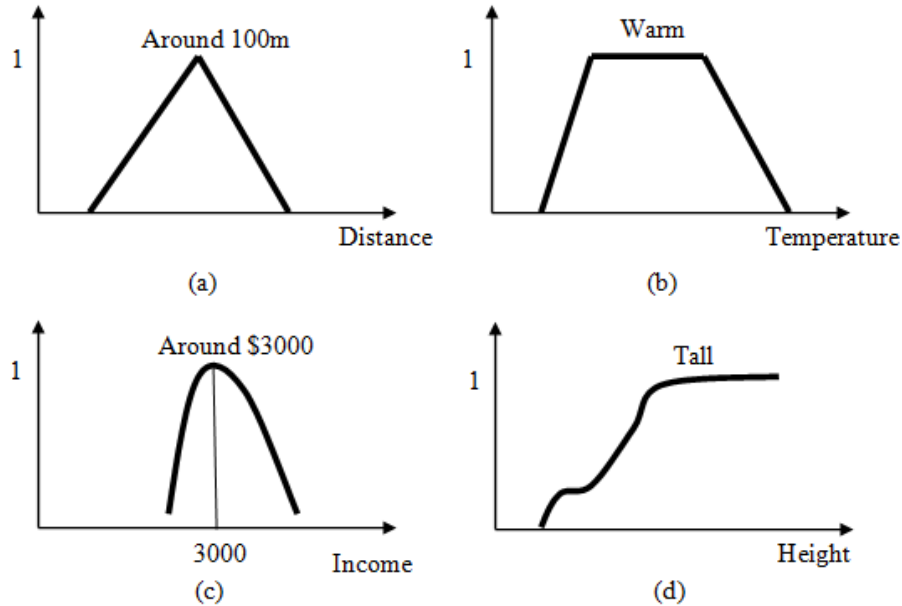 Around 100m
1
Distance
(a)
Warm
1
Temperature
(b)
Around $3000
1
3000
Income
(c)
Tall
1
Height
(d)